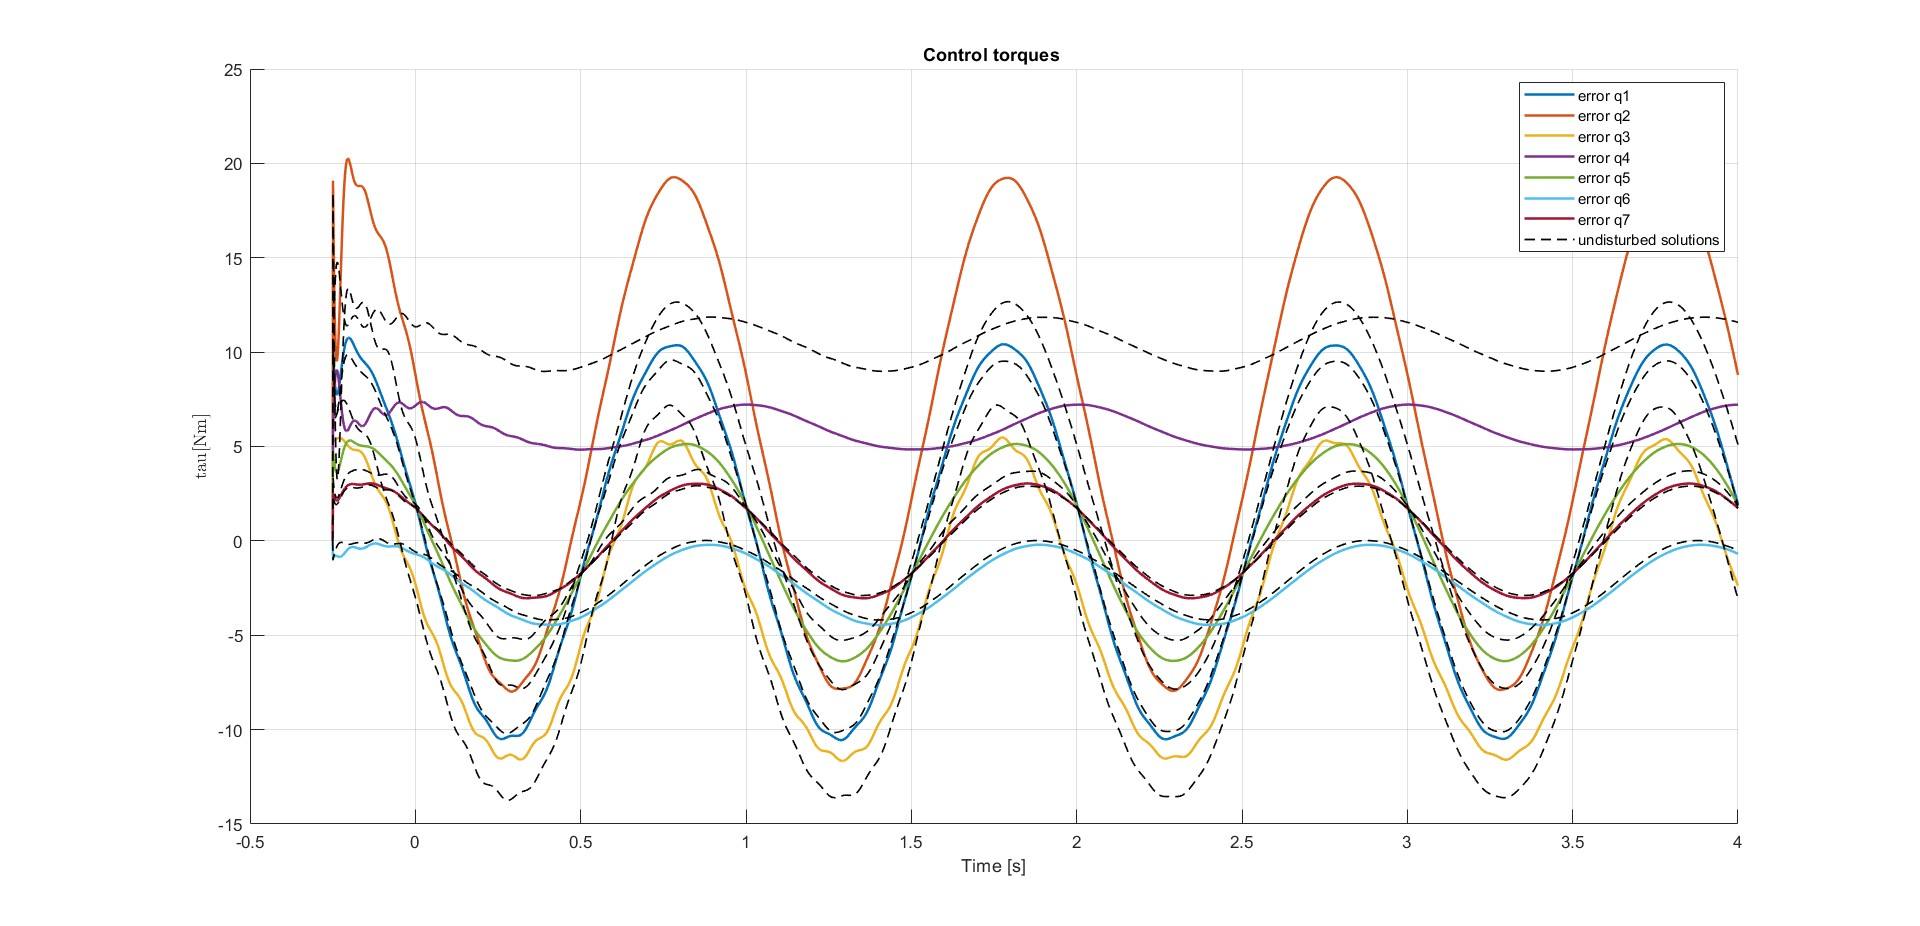 Control torques
25
20
15
10
5
0
-5
-10
-15
tau [Nm]
-0.5 0 0.5 1 1.5 2 2.5 3 3.5 4
Time [s]
error q1
error q2
error q3
error q4
error q5
error q6
error q7
undisturbed solutions